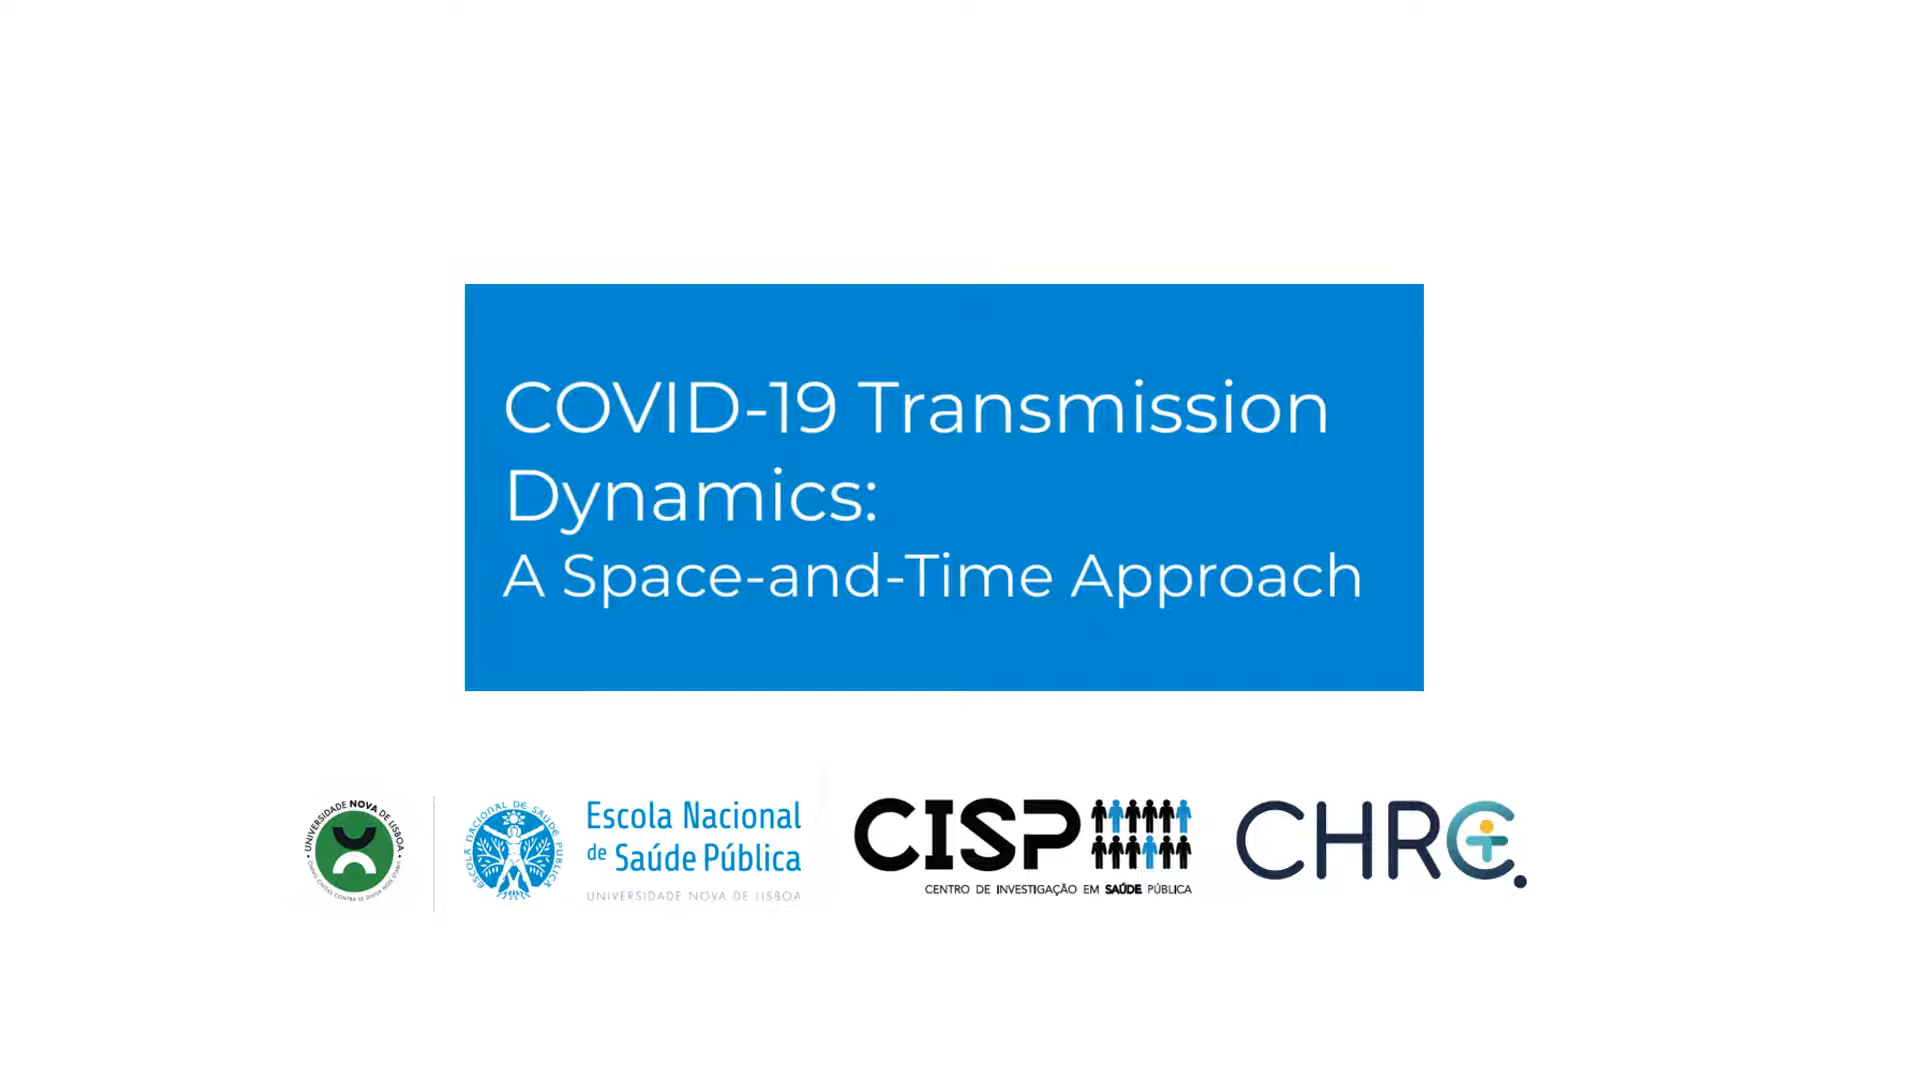 COVID-19 Transmission
Dynamics:
A Space-and-Time Approach
UNIVERSIDADE NOVA DE LISBOA
ESCOLA NACIONAL DE SAÚDE PÚBLICA
Escola Nacional
de Saúde Pública
UNIVERSIDADE NOVA DE LISBOA
CISP
CENTRO DE INVESTIGAÇÃO EM SAÚDE PÚBLICA
CHRC